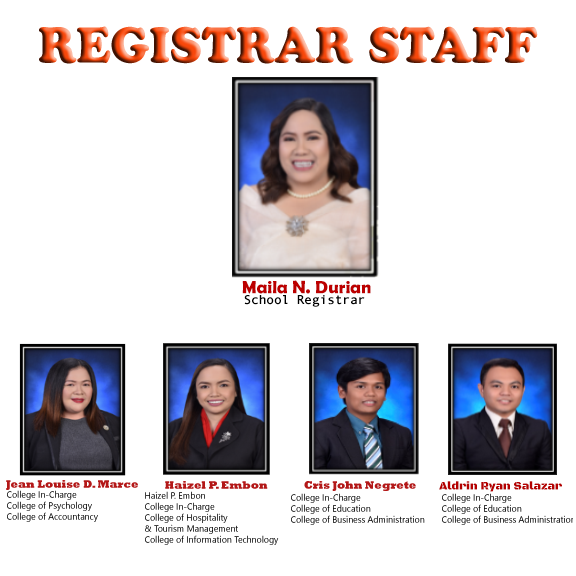 REGISTRAR STAFF
Maila N. Durian
School Registrar
Jean Louise D. Marce
College In-Charge
College of Psychology
College of Accountancy
Haizel P. Embon
Haizel P. Embon
College In-Charge
College of Hospitality
& Tourism Management
College of Information Technology
Cris John Negrete
College In-Charge
College of Education
College of Business Administration
Aldrin Ryan Salazar
College In-Charge
College of Education
College of Business Administration